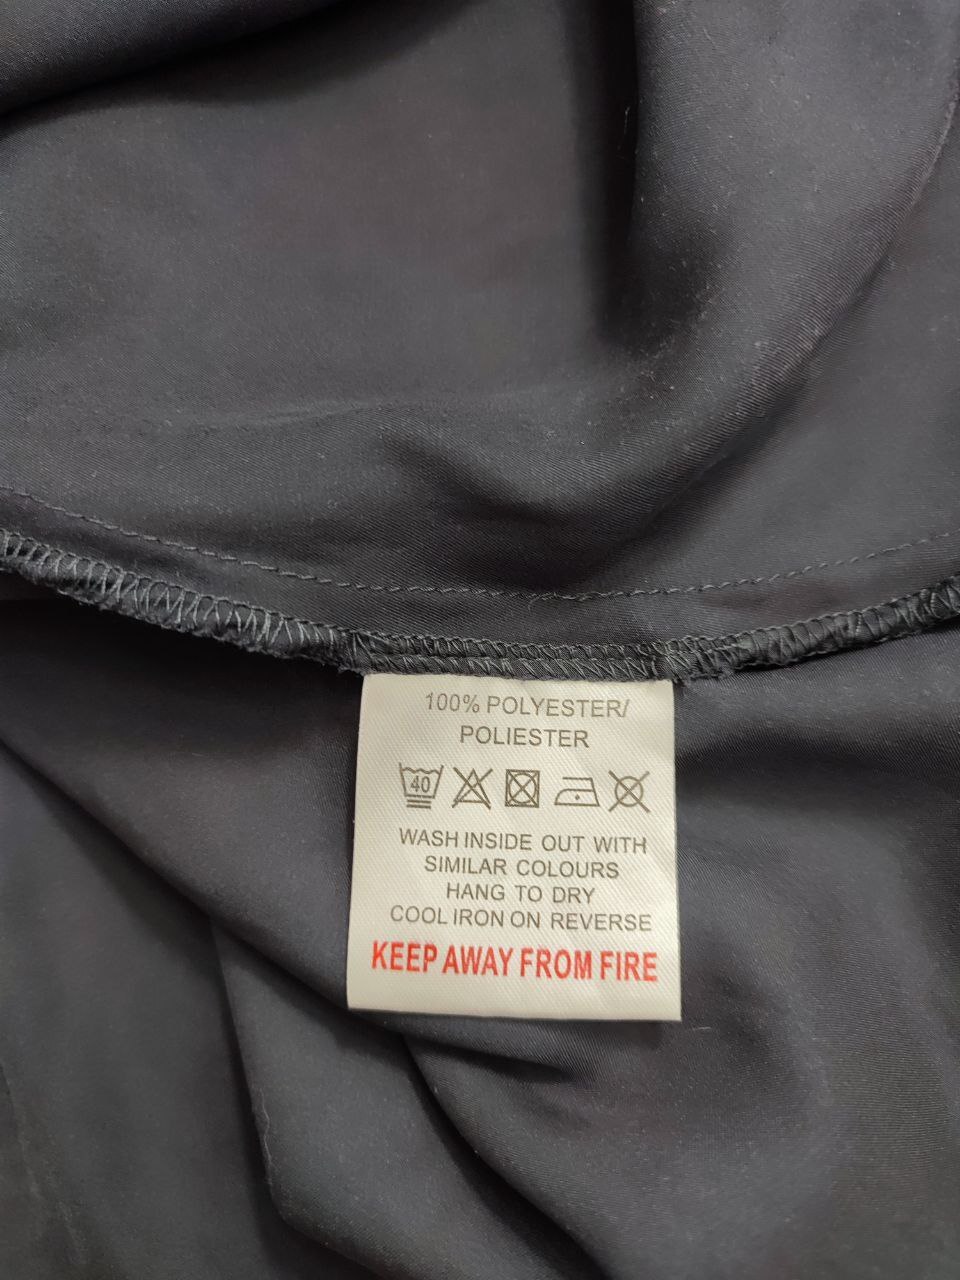 100% POLYESTER/
POLIESTER
40
WASH INSIDE OUT WITH
SIMILAR COLOURS
HANG TO DRY
COOL IRON ON REVERSE
KEEP AWAY FROM FIRE